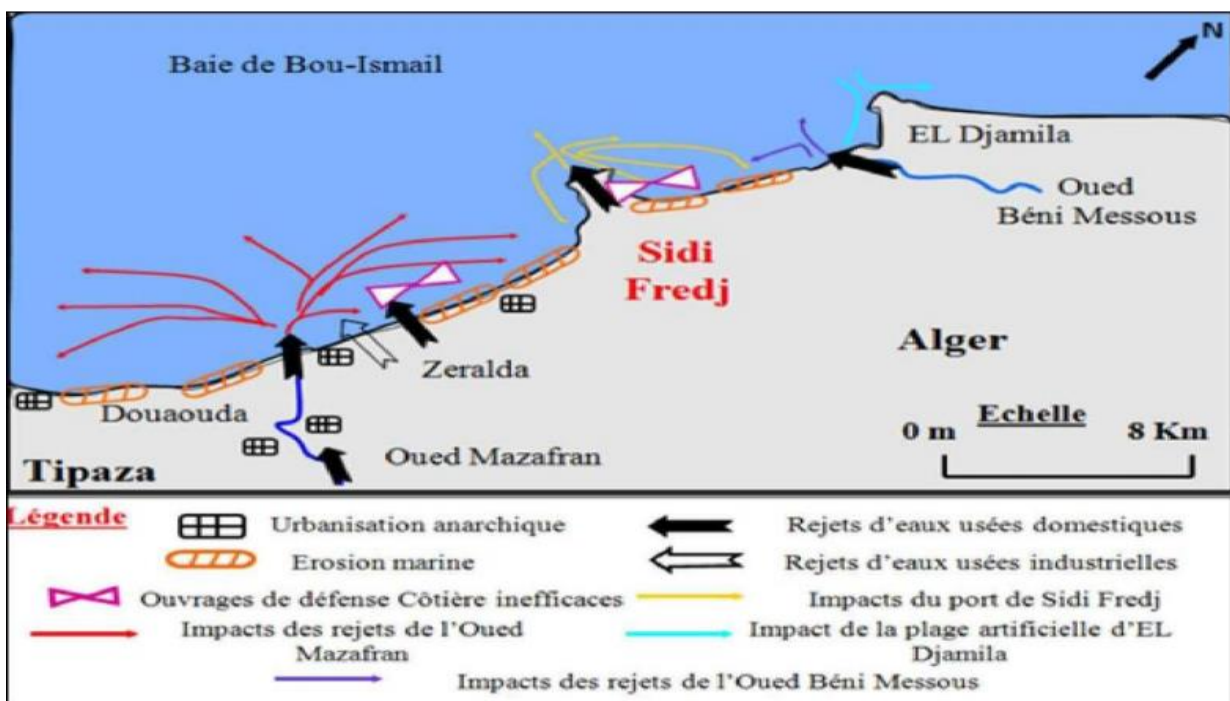 N
Baie de Bou-Ismail
EL Djamila
Oued
Béni Messous
Sidi
Fredj
Alger
Zeralda
Douaouda
Echelle
0 m 8 Km
Oued Mazafran
Tipaza
Légende
Urbanisation anarchique
Rejets d'eaux usées domestiques
Erosion marine
Rejets d'eaux usées industrielles
Ouvrages de défense Côtière inefficaces
Impacts du port de Sidi Fredj
Impacts des rejets de l'Oued
Mazafran
Impact de la plage artificielle d'EL
Djamila
Impacts des rejets de l'Oued Béni Messous